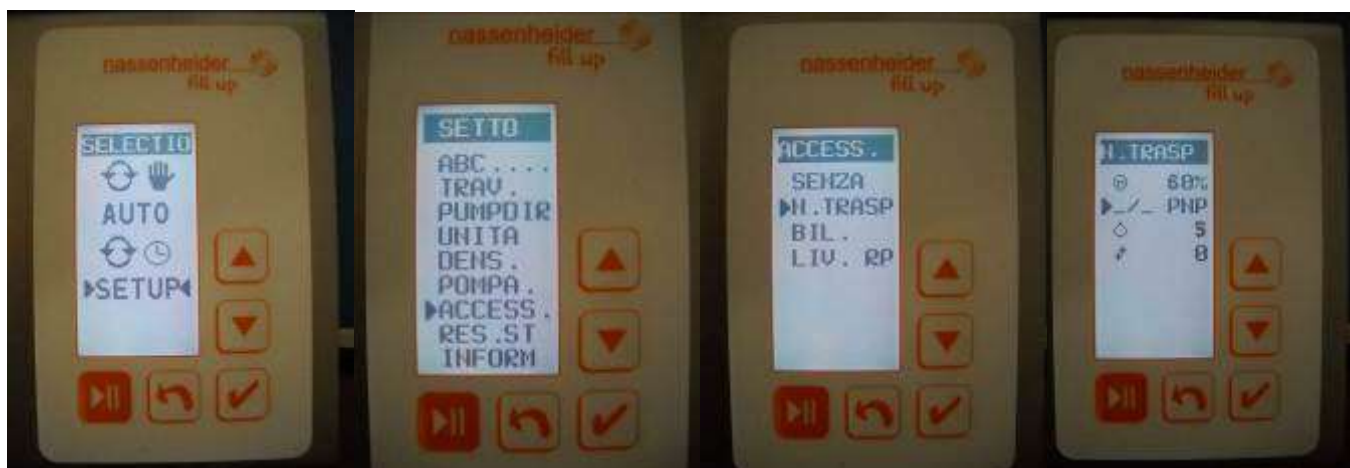 nassenheider
fill up
SELECTIO
AUTO
SETUP
nassenheider
fill up
SETTO
ABC....
TRAV.
PUMPDIR
UNITA
DENS.
POMPA.
ACCESS.
RES.ST
INFORM
nassenheider
fill up
ACCESS.
SENZA
N.TRASP
BIL.
LIV. RP
nassenheider
fill up
N.TRASP
60%
_/_ PNP
5
0